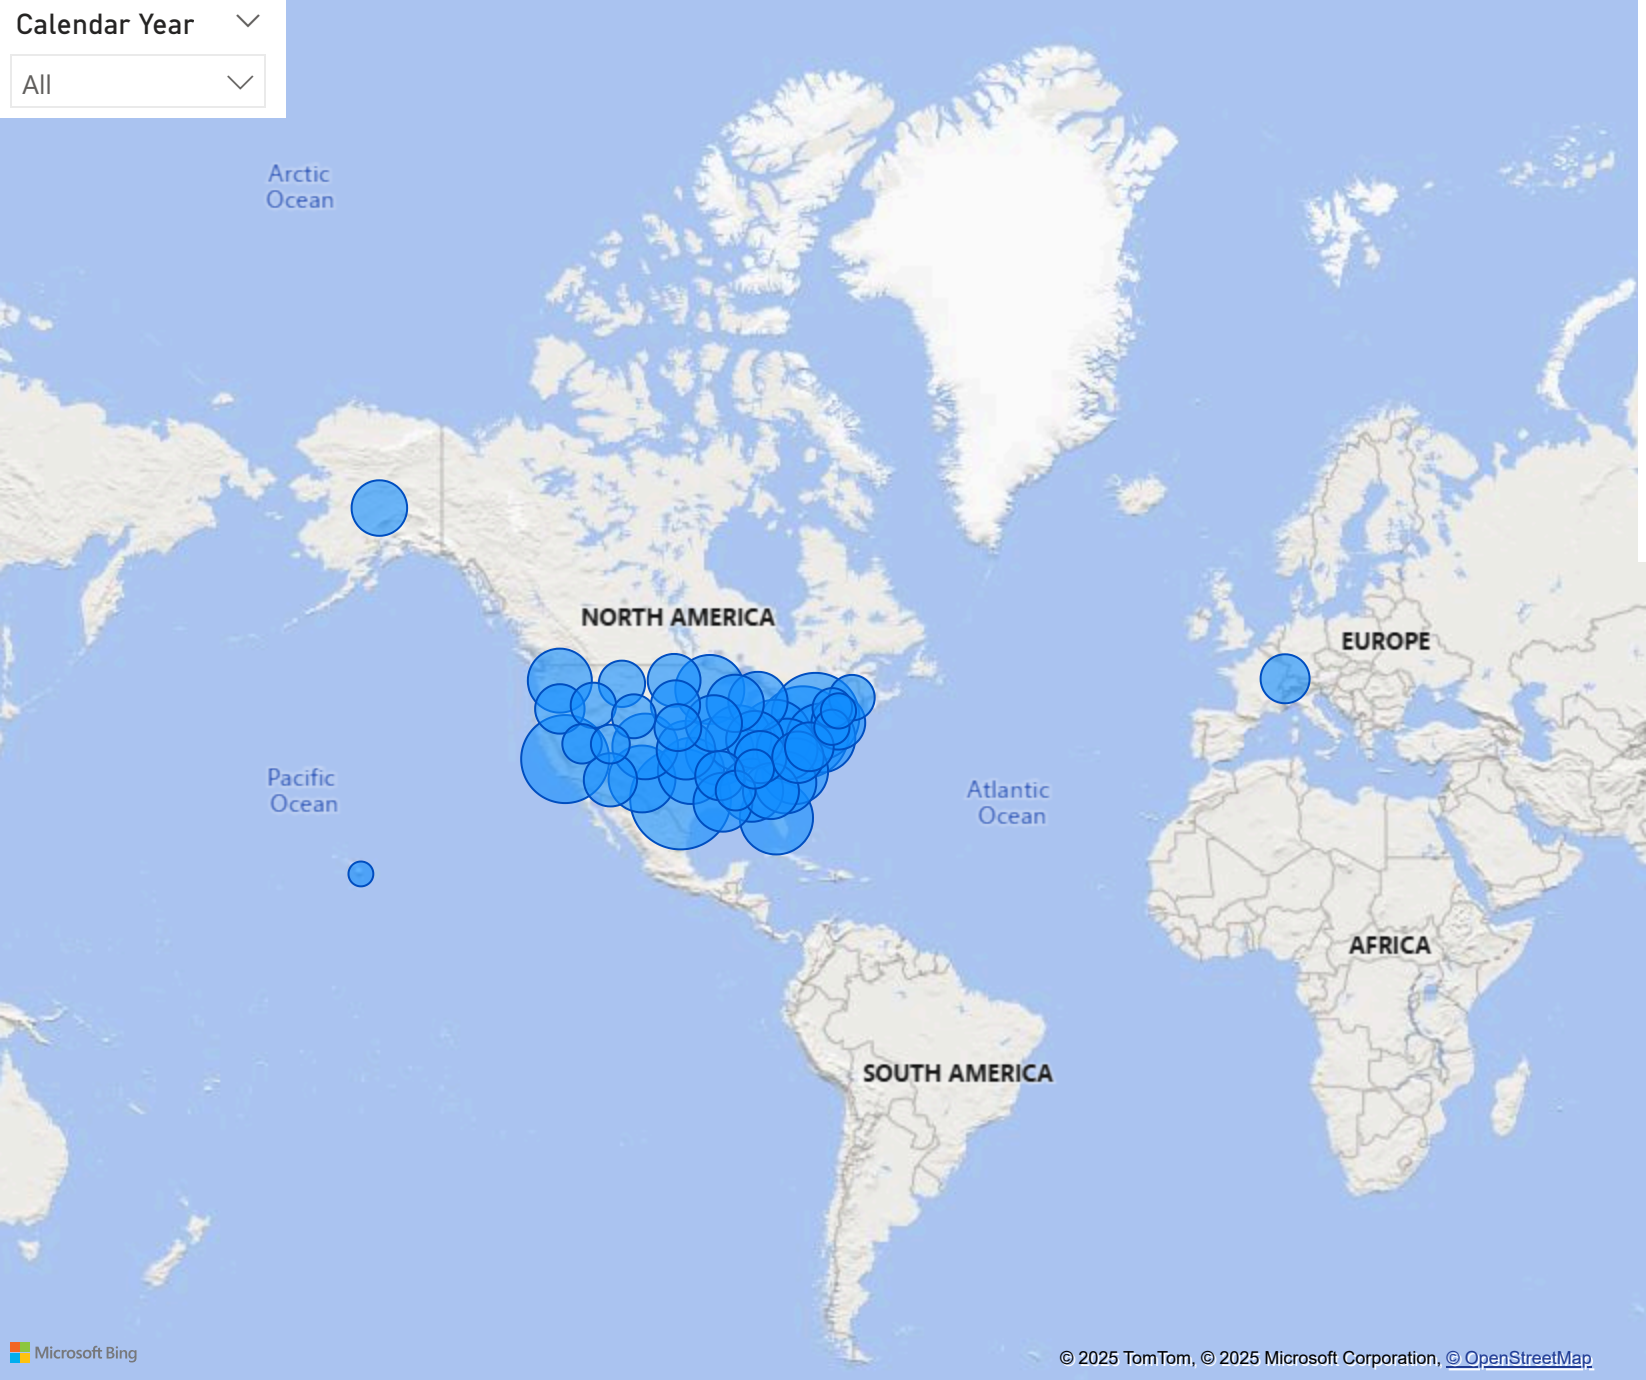 Calendar Year
All
Arctic
Ocean
NORTH AMERICA
EUROPE
Pacific
Ocean
Atlantic
Ocean
AFRICA
SOUTH AMERICA
Microsoft Bing
© 2025 TomTom, © 2025 Microsoft Corporation, © OpenStreetMap